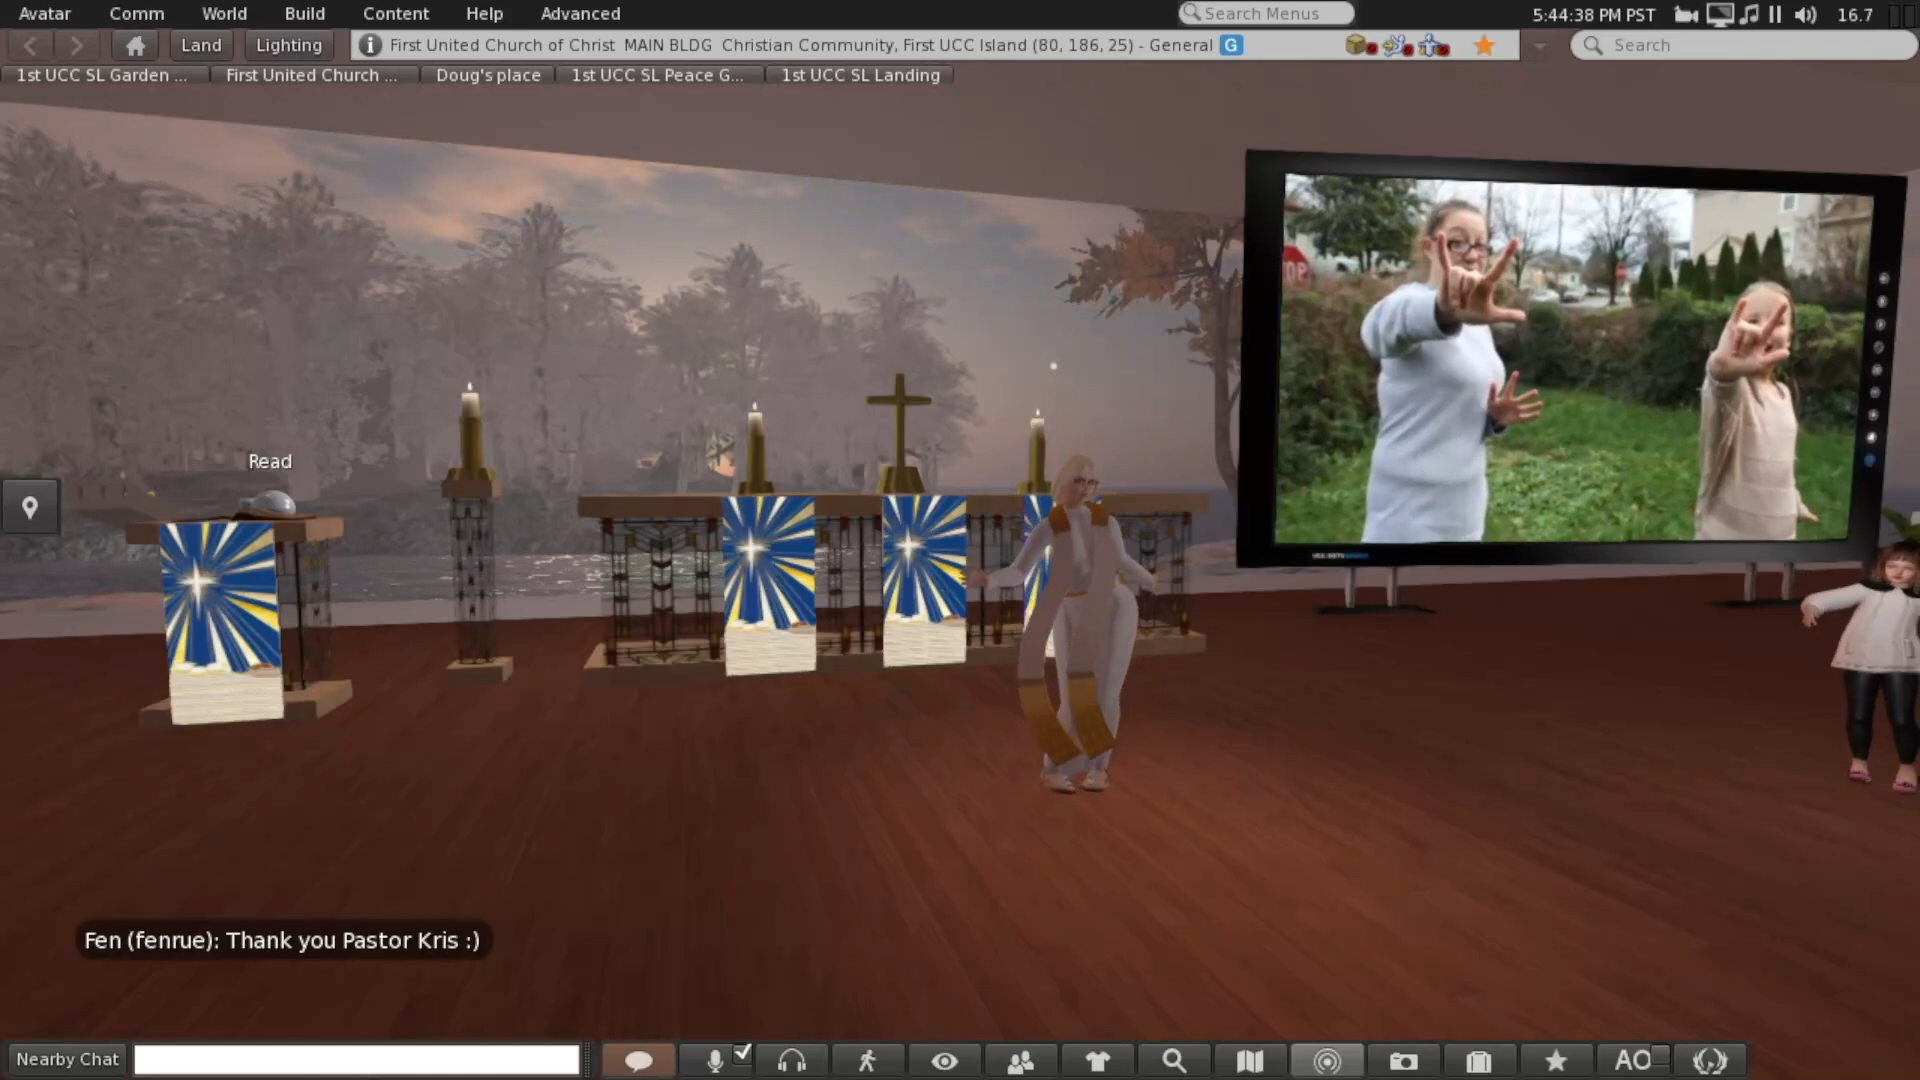 Avatar Comm World Build Content Help Advanced Search Menus 5:44:38 PM PST 16.7
Land Lighting First United Church of Christ MAIN BLDG Christian Community, First UCC Island (80, 186, 25) - General G Search
1st UCC SL Garden ... First United Church ... Doug's place 1st UCC SL Peace G... 1st UCC SL Landing
Read
Fen (fenrue): Thank you Pastor Kris :)
Nearby Chat AO